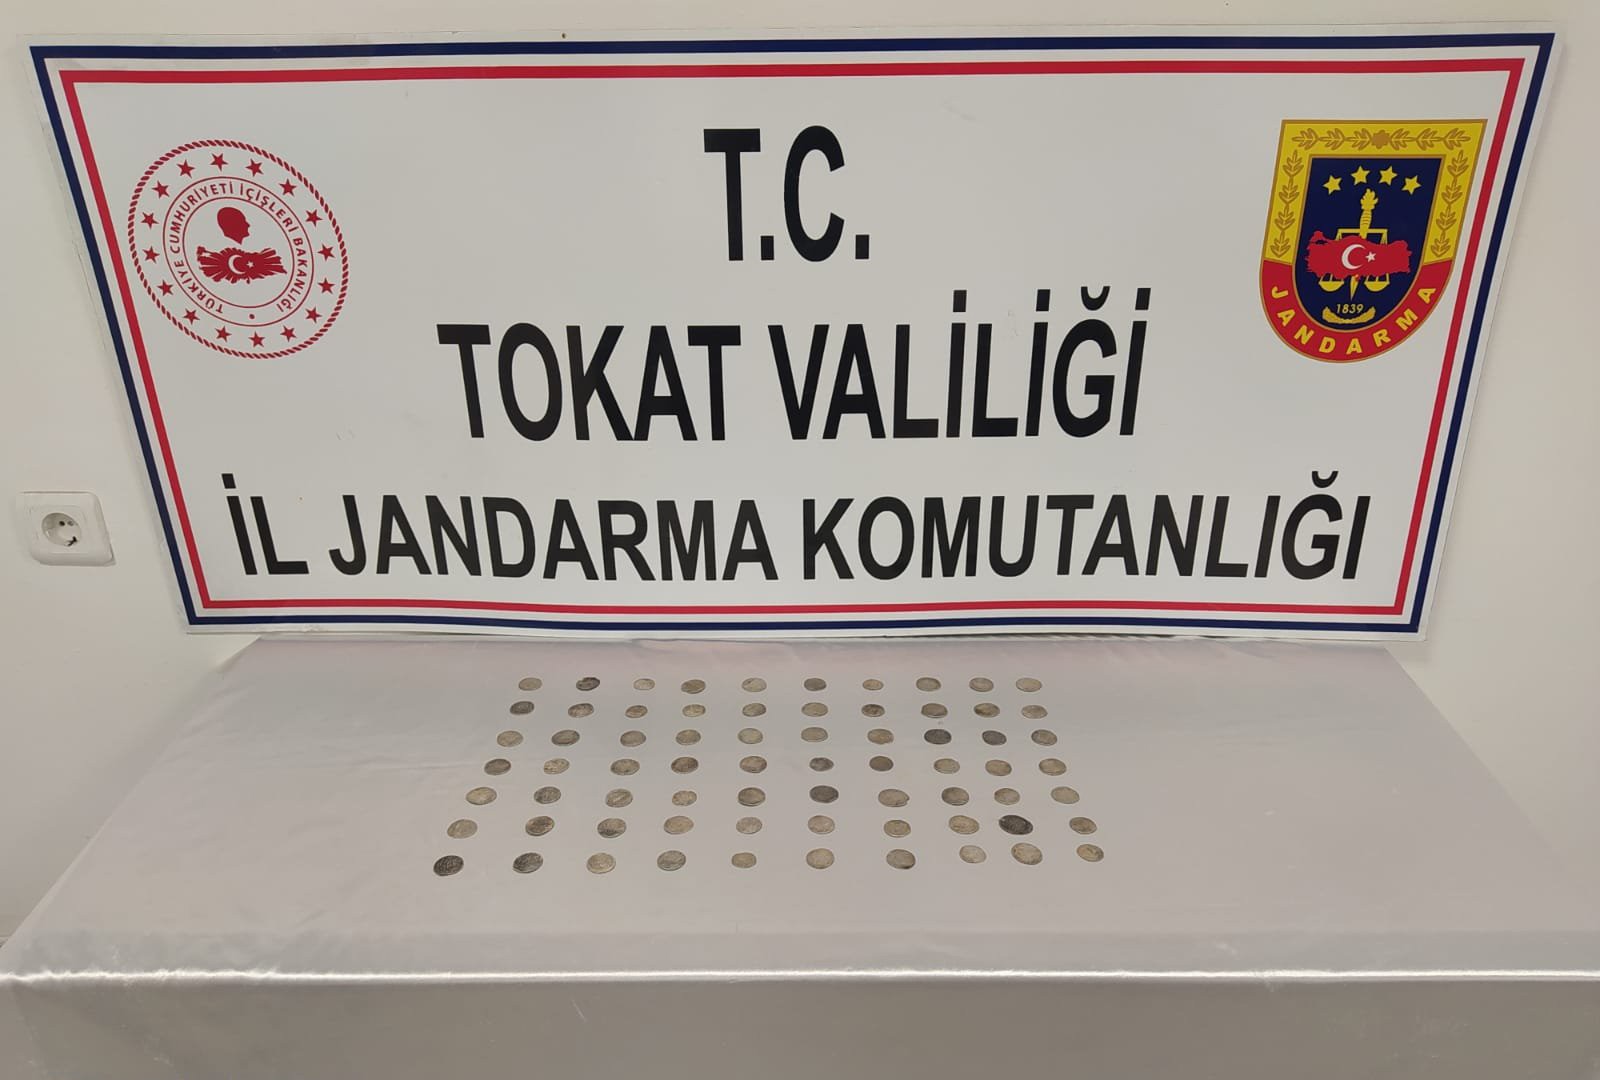 T.C.
TOKAT VALİLİĞİ
İL JANDARMA KOMUTANLIĞI
TÜRKİYE CUMHURİYETİ İÇİŞLERİ BAKANLIĞI
1839
JANDARMA